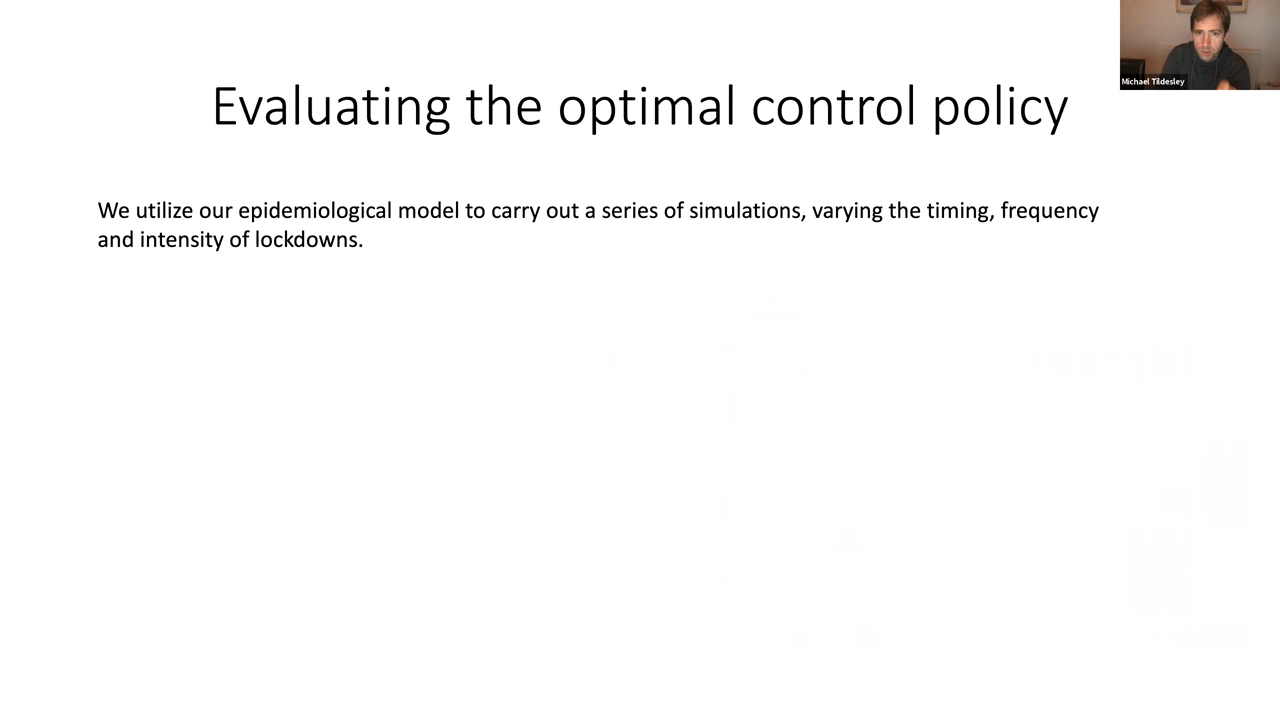 Michael Tildesley
Evaluating the optimal control policy
We utilize our epidemiological model to carry out a series of simulations, varying the timing, frequency
and intensity of lockdowns.